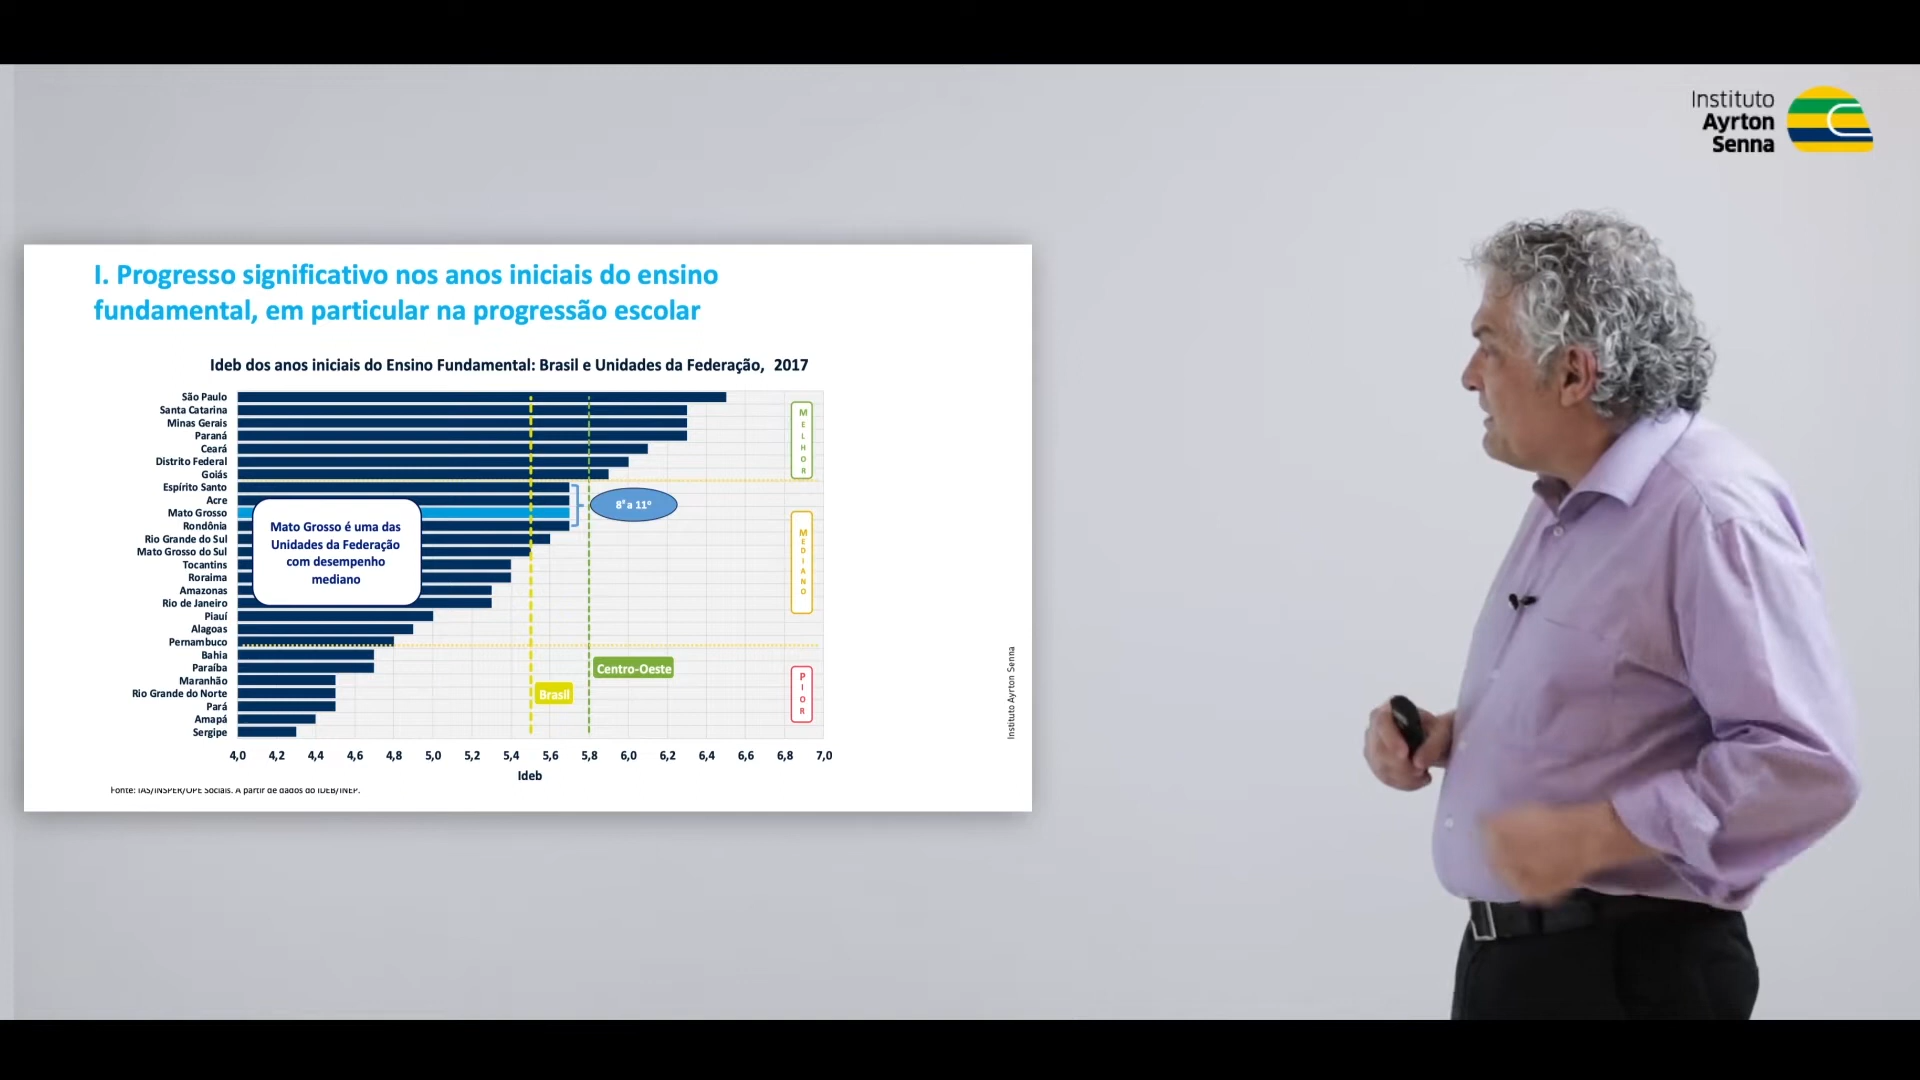 Instituto
Ayrton
Senna
I. Progresso significativo nos anos iniciais do ensino
fundamental, em particular na progressão escolar
Ideb dos anos iniciais do Ensino Fundamental: Brasil e Unidades da Federação, 2017
São Paulo
Santa Catarina
Minas Gerais
Paraná
Ceará
Distrito Federal
Goiás
Espírito Santo
Acre
Mato Grosso
Rondônia
Rio Grande do Sul
Mato Grosso do Sul
Tocantins
Roraima
Amazonas
Rio de Janeiro
Piauí
Alagoas
Pernambuco
Bahia
Paraíba
Maranhão
Rio Grande do Norte
Pará
Amapá
Sergipe
Mato Grosso é uma das
Unidades da Federação
com desempenho
mediano
8º a 11º
MELHOR
MEDIANO
PIOR
Centro-Oeste
Brasil
4,0 4,2 4,4 4,6 4,8 5,0 5,2 5,4 5,6 5,8 6,0 6,2 6,4 6,6 6,8 7,0
Ideb
Fonte: IAS/INSPER/OPE Sociais. A partir de dados do IDEB/INEP.
Instituto Ayrton Senna